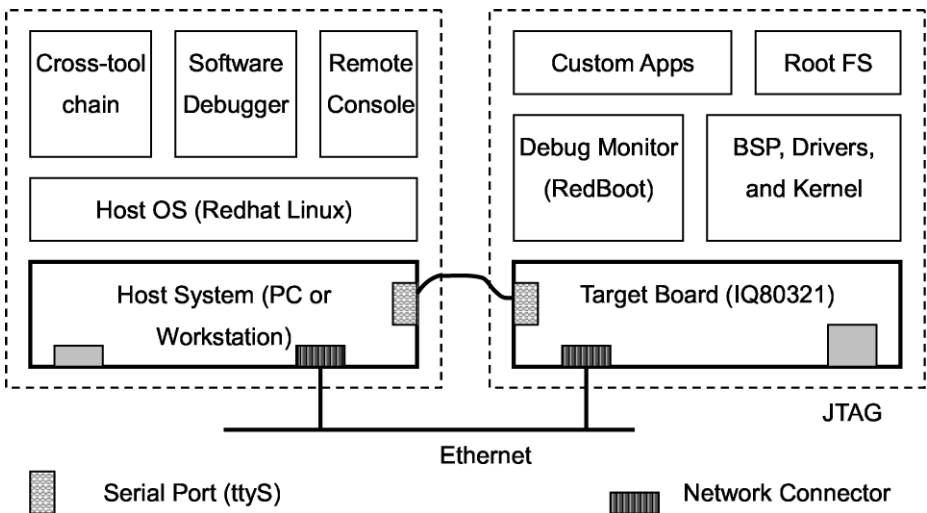 Cross-tool
chain
Software
Debugger
Remote
Console
Custom Apps
Root FS
Debug Monitor
(RedBoot)
BSP, Drivers,
and Kernel
Host OS (Redhat Linux)
Host System (PC or
Workstation)
Target Board (IQ80321)
JTAG
Ethernet
Serial Port (ttyS)
Network Connector